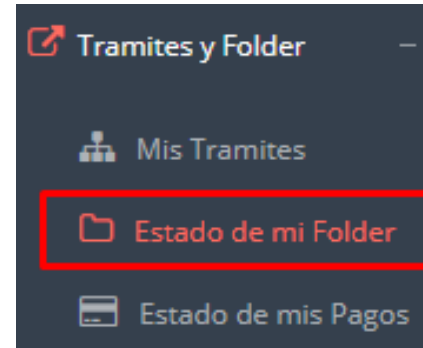 Tramites y Folder
Mis Tramites
Estado de mi Folder
Estado de mis Pagos